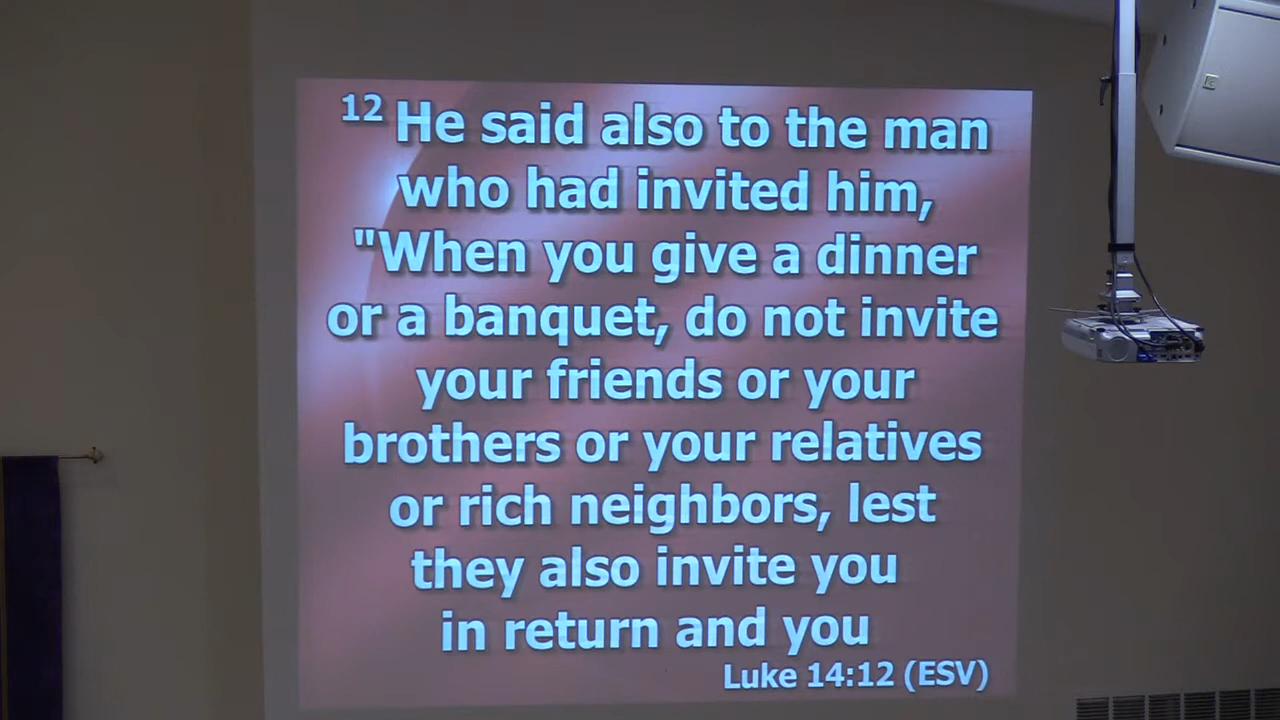 12 He said also to the man
who had invited him,
"When you give a dinner
or a banquet, do not invite
your friends or your
brothers or your relatives
or rich neighbors, lest
they also invite you
in return and you
Luke 14:12 (ESV)